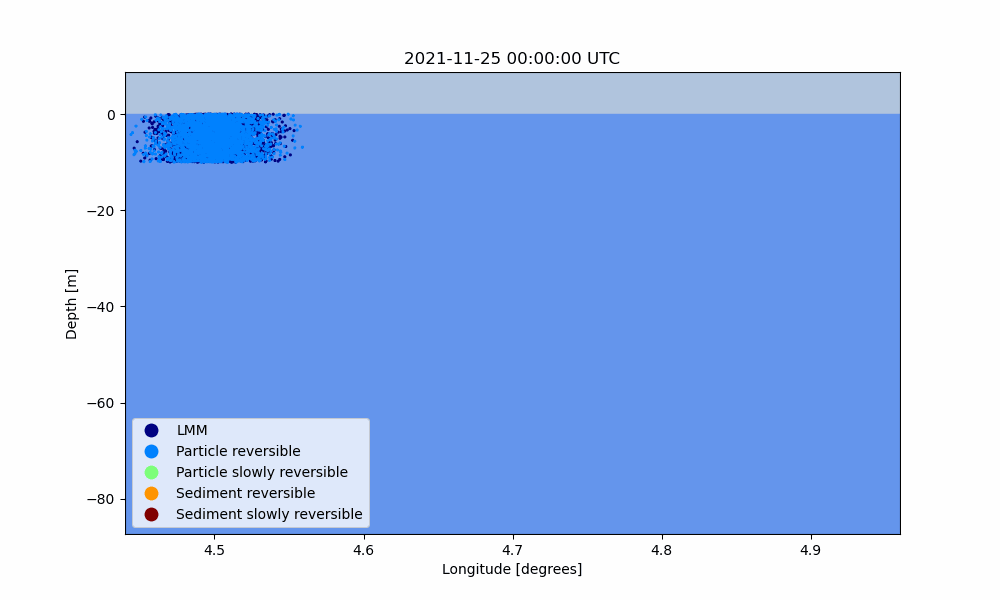 2021-11-25 00:00:00 UTC
0
−20
−40
−60
−80
Depth [m]
LMM
Particle reversible
Particle slowly reversible
Sediment reversible
Sediment slowly reversible
4.5 4.6 4.7 4.8 4.9
Longitude [degrees]